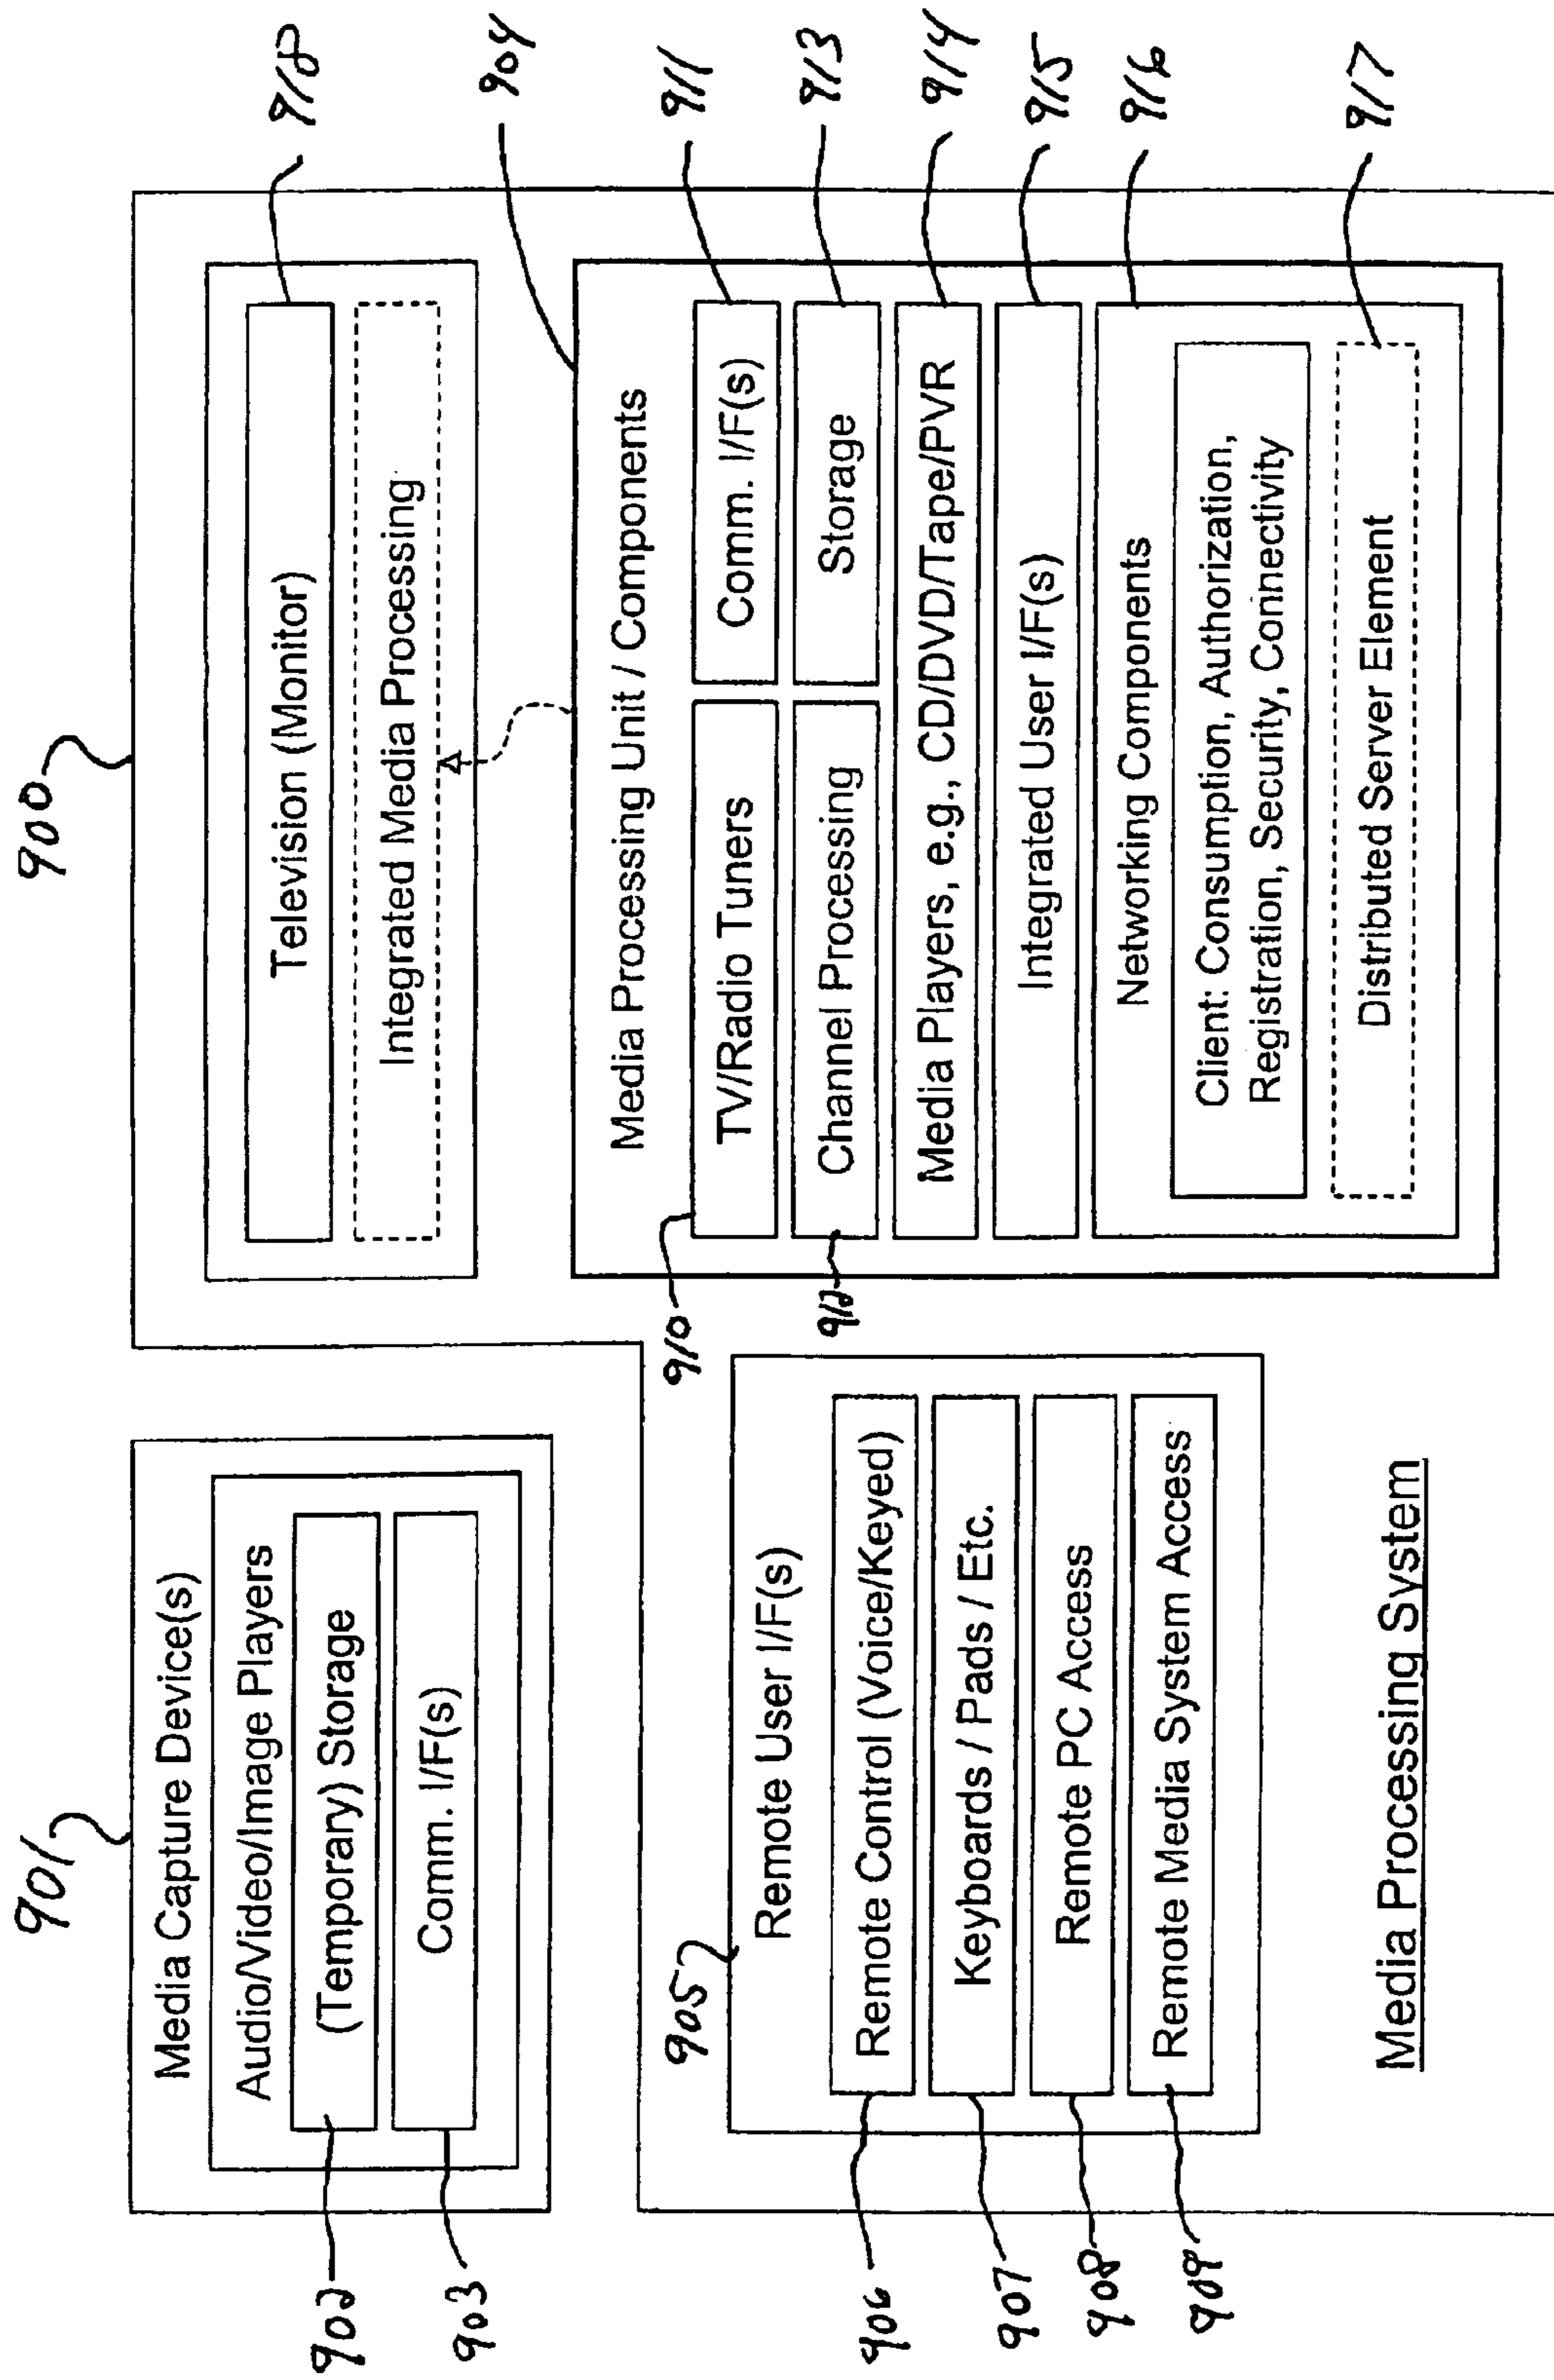 901
Media Capture Device(s)
Audio/Video/Image Players
(Temporary) Storage
Comm. I/F(s)
902
903
900
Television (Monitor)
Integrated Media Processing
918
904
Media Processing Unit / Components
TV/Radio Tuners
Comm. I/F(s)
Channel Processing
Storage
Media Players, e.g., CD/DVD/Tape/PVR
Integrated User I/F(s)
Networking Components
Client: Consumption, Authorization,
Registration, Security, Connectivity
Distributed Server Element
910
912
911
913
914
915
916
917
905
Remote User I/F(s)
Remote Control (Voice/Keyed)
Keyboards / Pads / Etc.
Remote PC Access
Remote Media System Access
906
907
908
909
Media Processing System